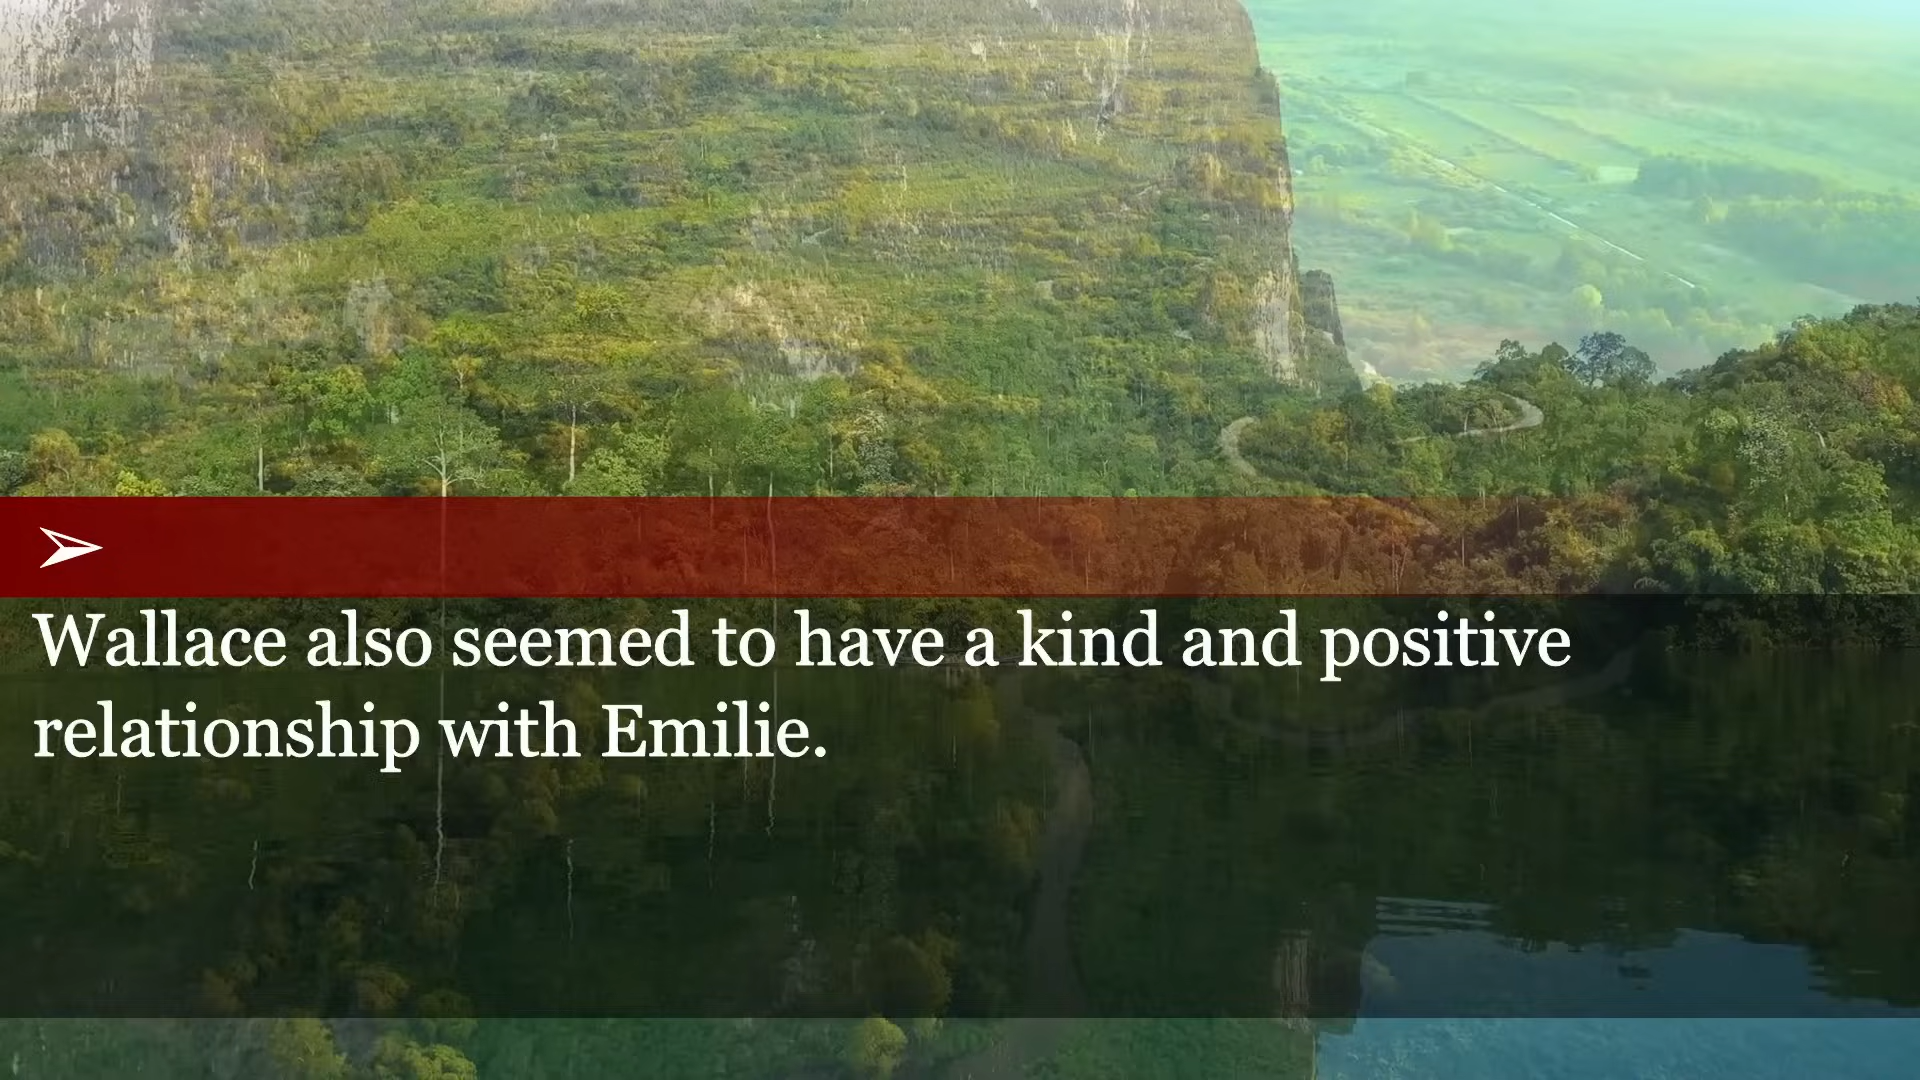 Wallace also seemed to have a kind and positive
relationship with Emilie.